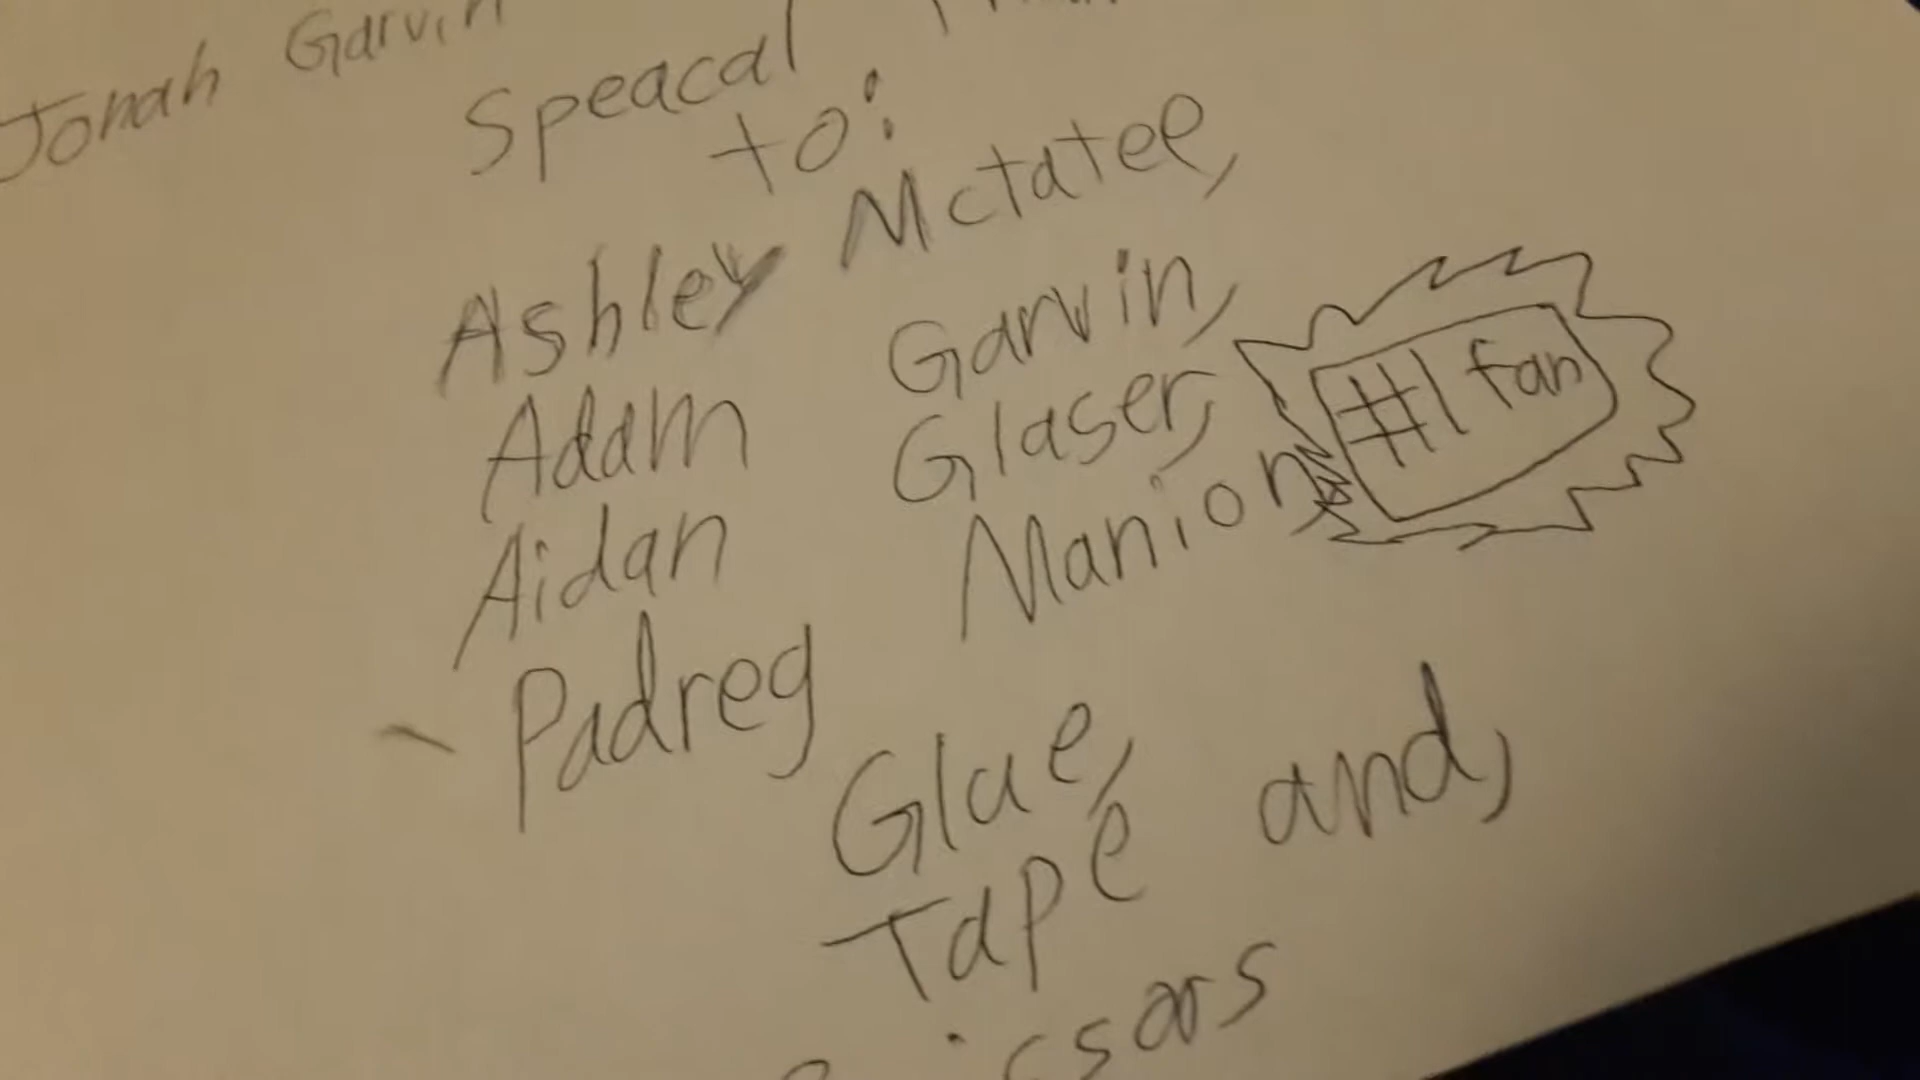 Jonah Garvin
Speacal
to:
Ashley Mctatee,
Adam Garvin,
Aidan Glaser,
Padreg Manion,
#1 fan
Glue,
Tape and,